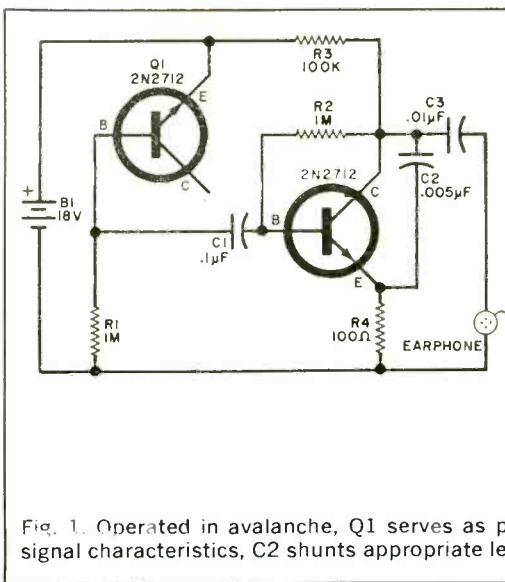 Q1
2N2712
R3
100K
E
R2
1M
C3
.01µF
B
2N2712
C
C2
.005µF
C
+
B1
18V
B
C1
.1µF
E
R1
1M
R4
100Ω
EARPHONE
Fig. 1. Operated in avalanche, Q1 serves as
signal characteristics, C2 shunts appropriate